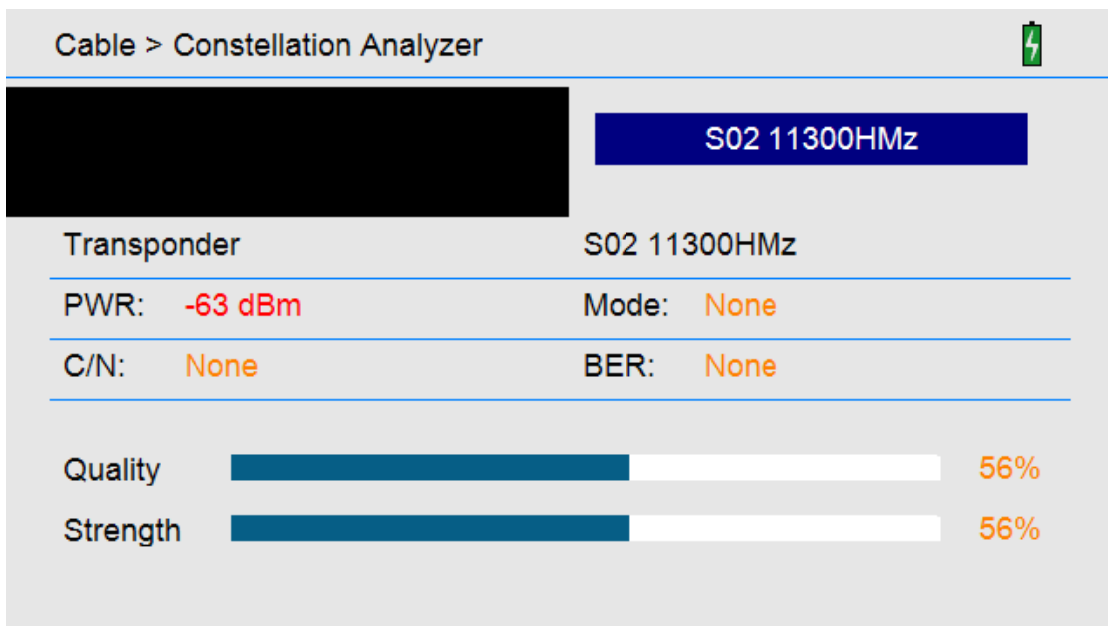 Cable > Constellation Analyzer
S02 11300HMz
Transponder S02 11300HMz
PWR: -63 dBm Mode: None
C/N: None BER: None
Quality 56%
Strength 56%